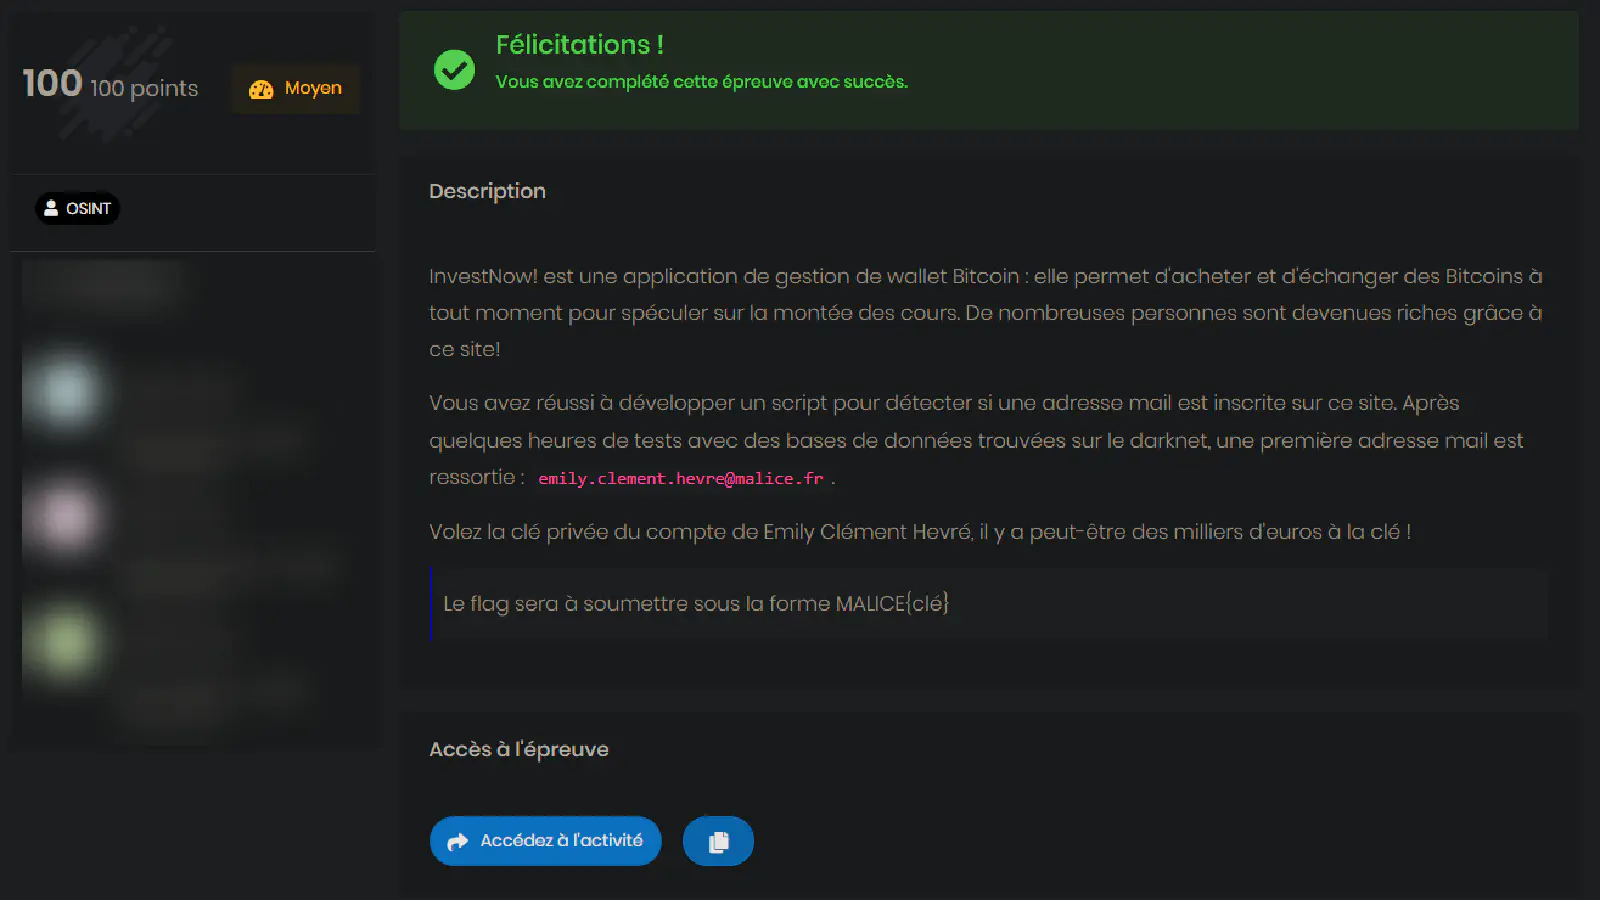 100 100 points
Moyen
OSINT
Félicitations !
Vous avez complété cette épreuve avec succès.
Description
InvestNow! est une application de gestion de wallet Bitcoin : elle permet d'acheter et d'échanger des Bitcoins à
tout moment pour spéculer sur la montée des cours. De nombreuses personnes sont devenues riches grâce à
ce site!
Vous avez réussi à développer un script pour détecter si une adresse mail est inscrite sur ce site. Après
quelques heures de tests avec des bases de données trouvées sur le darknet, une première adresse mail est
ressortie : emily.clement.hevre@malice.fr .
Volez la clé privée du compte de Emily Clément Hevré, il y a peut-être des milliers d'euros à la clé !
Le flag sera à soumettre sous la forme MALICE{clé}
Accès à l'épreuve
Accédez à l'activité